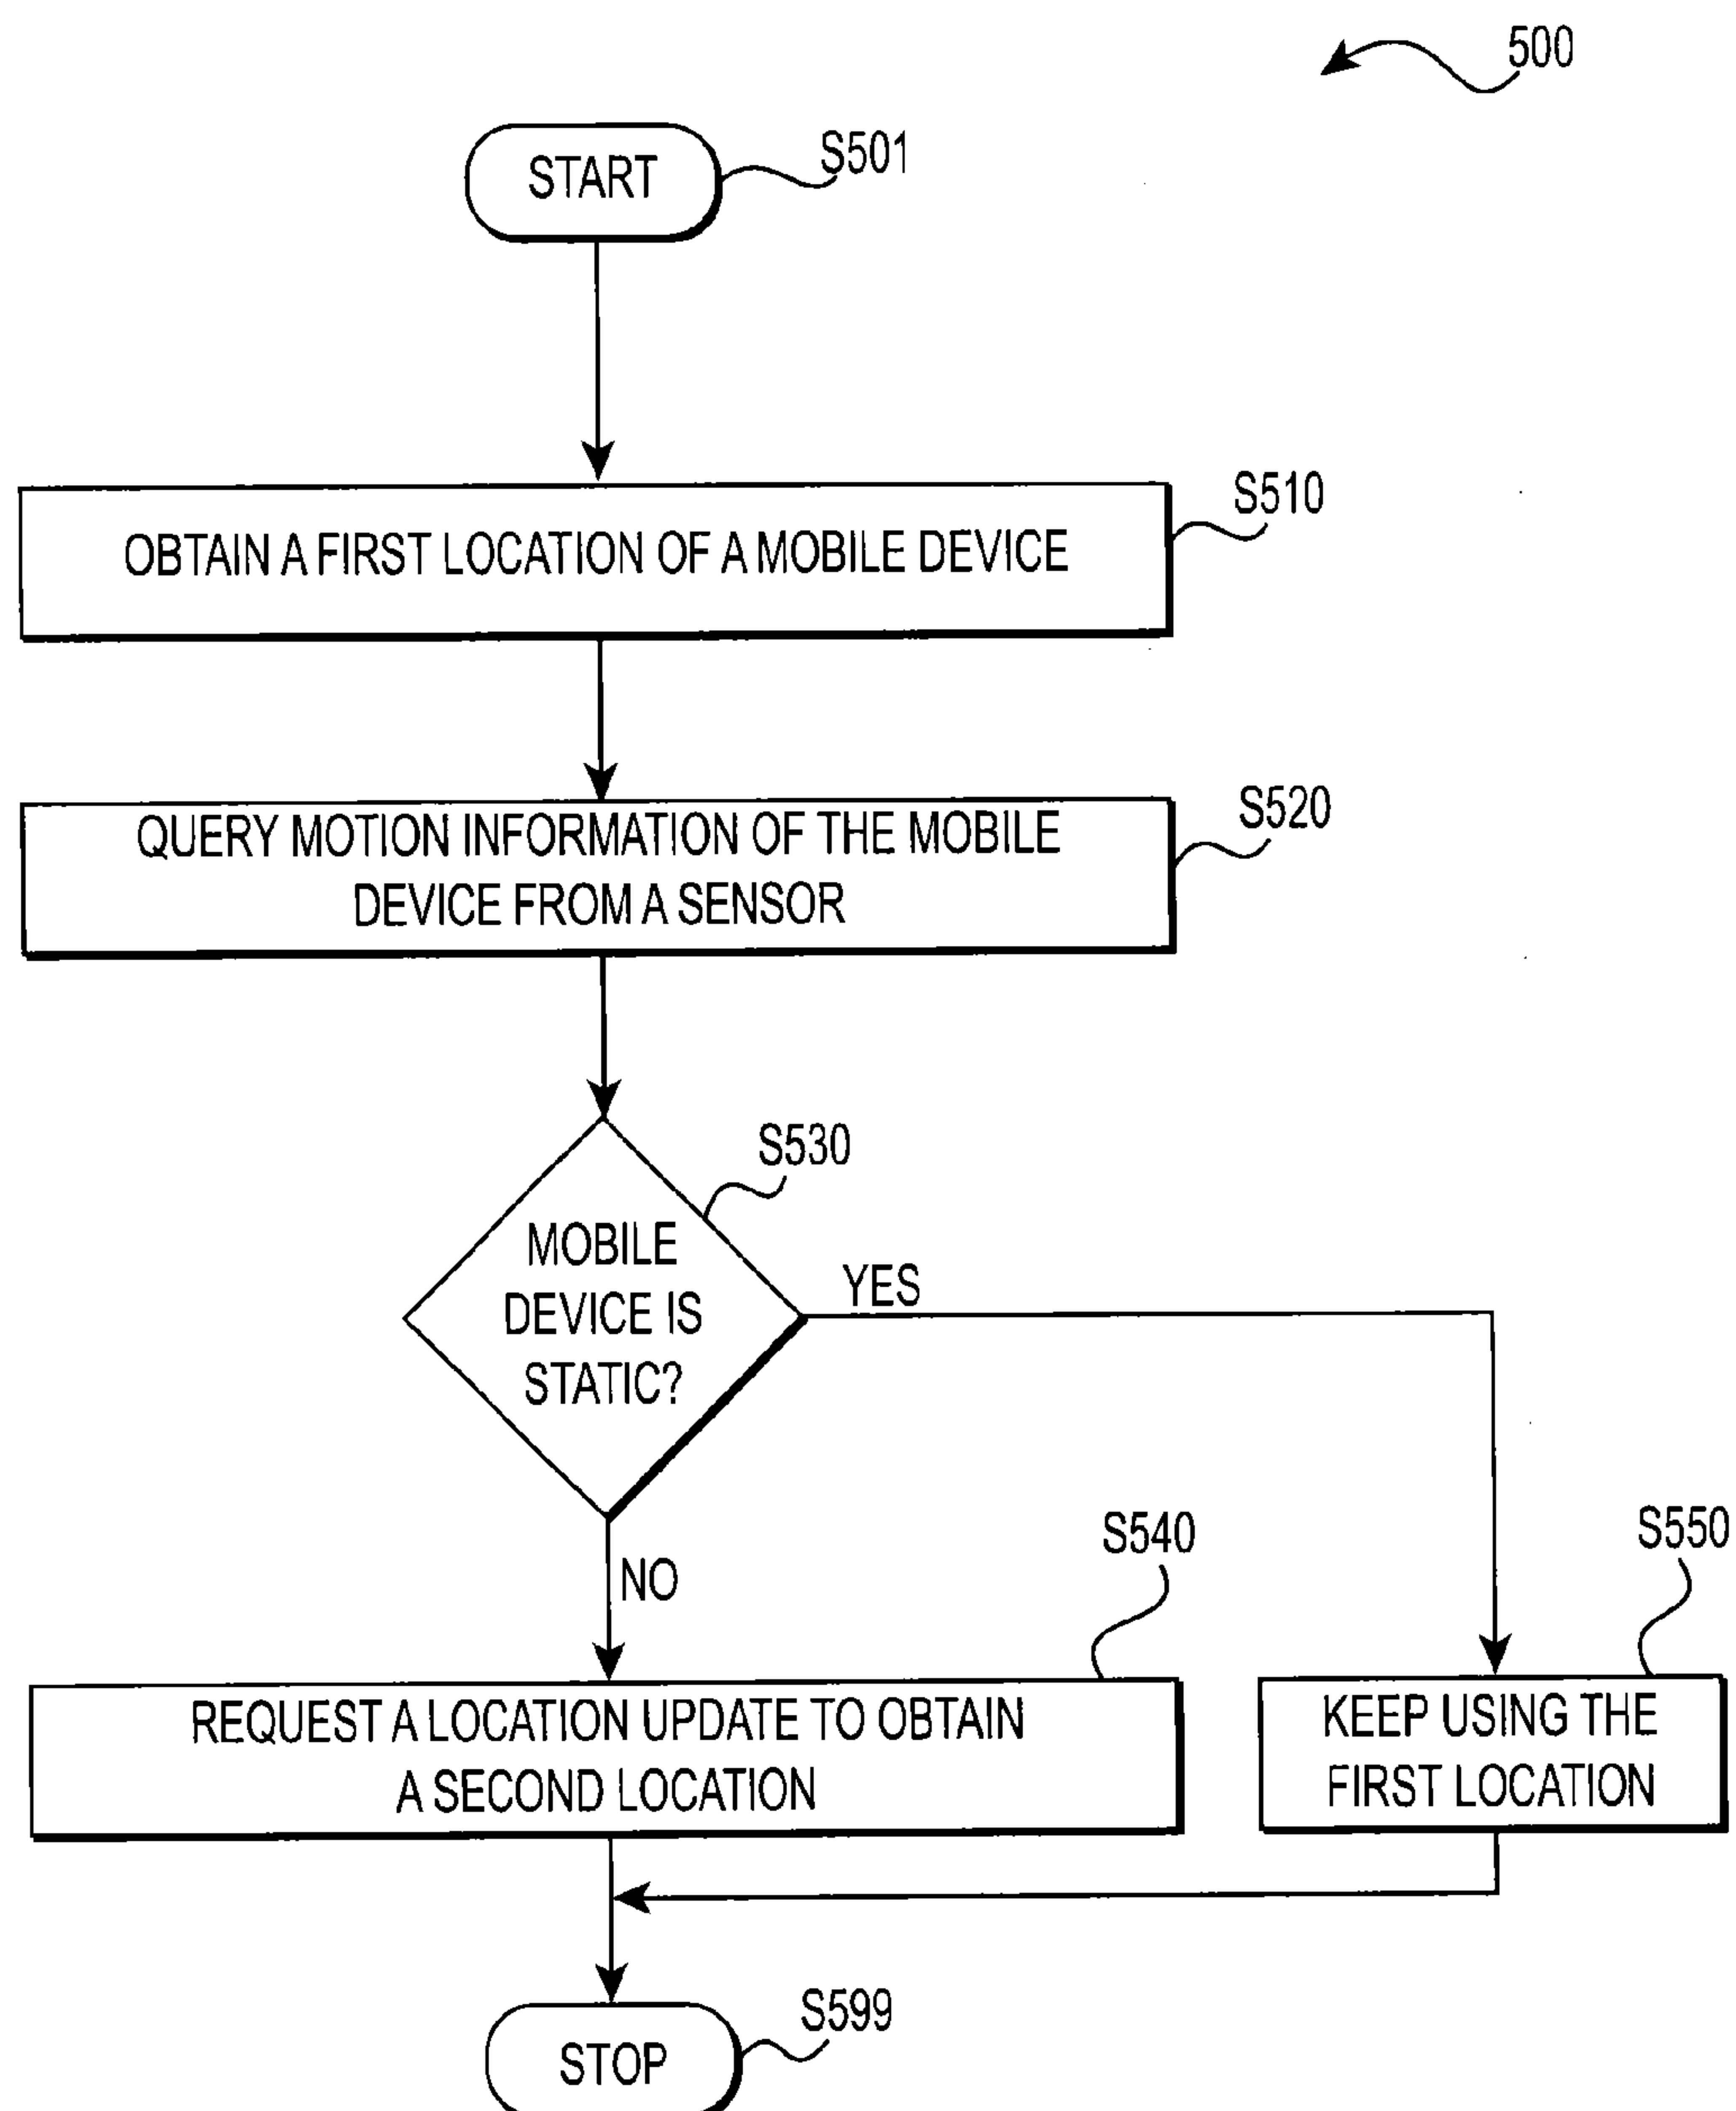 500
START
S501
OBTAIN A FIRST LOCATION OF A MOBILE DEVICE
S510
QUERY MOTION INFORMATION OF THE MOBILE
DEVICE FROM A SENSOR
S520
MOBILE
DEVICE IS
STATIC?
S530
YES
NO
REQUEST A LOCATION UPDATE TO OBTAIN
A SECOND LOCATION
S540
KEEP USING THE
FIRST LOCATION
S550
STOP
S599